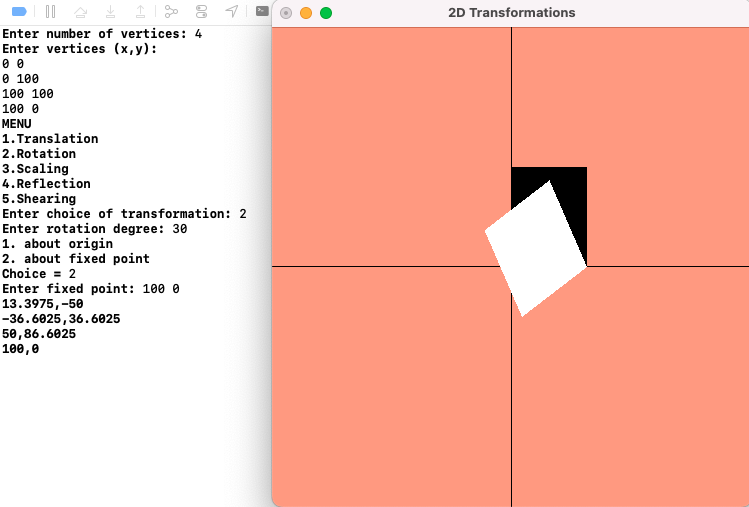 2D Transformations
Enter number of vertices: 4
Enter vertices (x,y):
0 0
0 100
100 100
100 0
MENU
1.Translation
2.Rotation
3.Scaling
4.Reflection
5.Shearing
Enter choice of transformation: 2
Enter rotation degree: 30
1. about origin
2. about fixed point
Choice = 2
Enter fixed point: 100 0
13.3975,-50
-36.6025,36.6025
50,86.6025
100,0